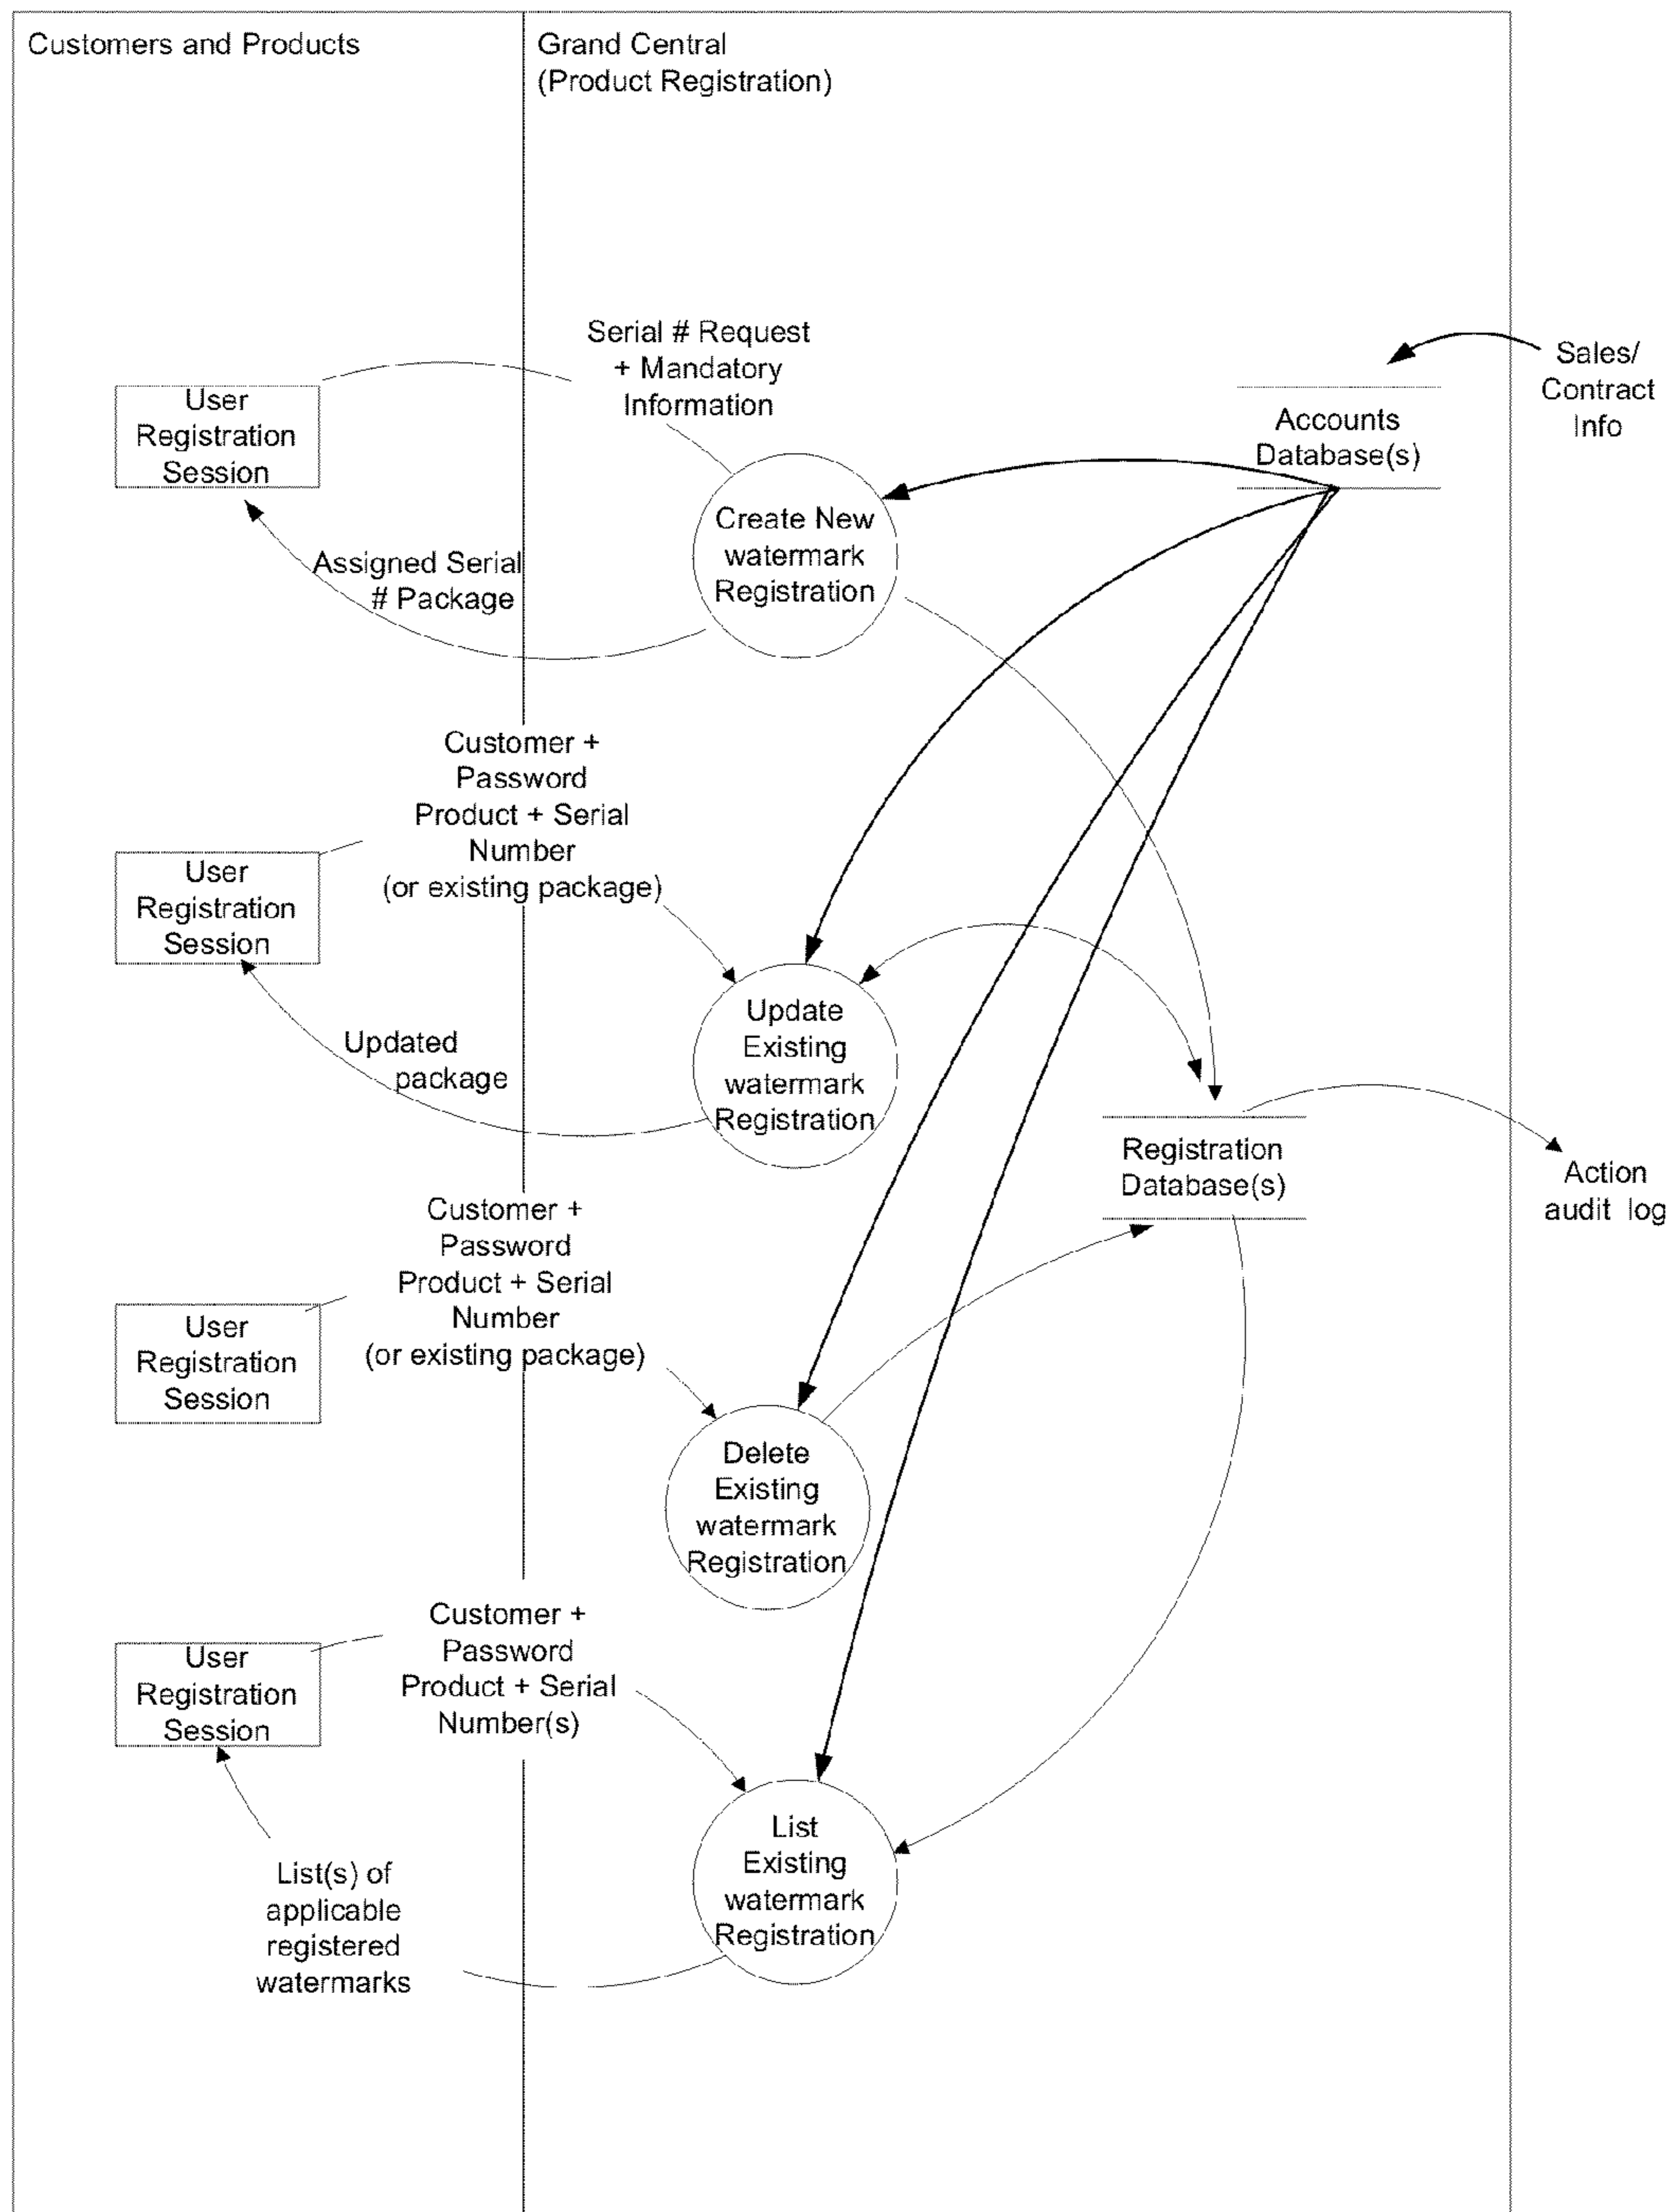 Customers and Products
Grand Central
(Product Registration)
Serial # Request
+ Mandatory
Information
User
Registration
Session
Accounts
Database(s)
Sales/
Contract
Info
Create New
watermark
Registration
Assigned Serial
# Package
Customer +
Password
Product + Serial
Number
(or existing package)
User
Registration
Session
Update
Existing
watermark
Registration
Updated
package
Registration
Database(s)
Action
audit log
Customer +
Password
Product + Serial
Number
(or existing package)
User
Registration
Session
Delete
Existing
watermark
Registration
Customer +
Password
Product + Serial
Number(s)
User
Registration
Session
List
Existing
watermark
Registration
List(s) of
applicable
registered
watermarks